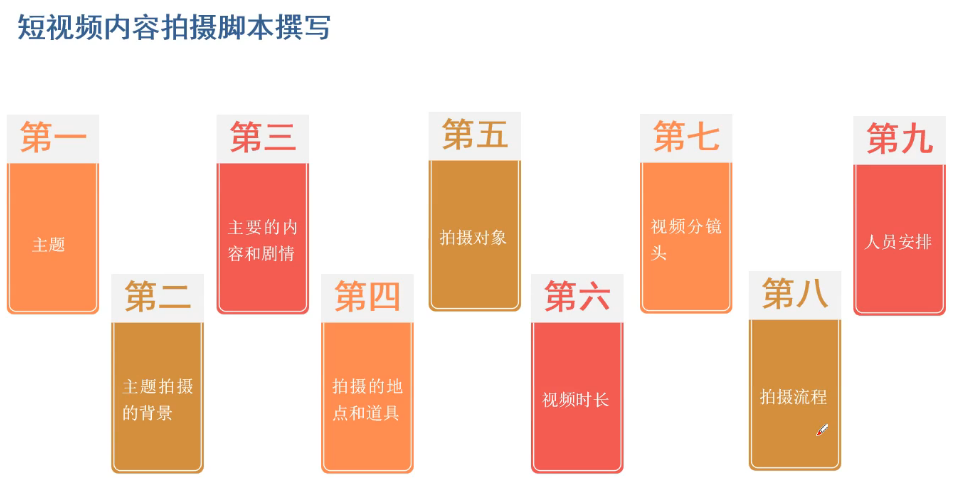 短视频内容拍摄脚本撰写
第一
主题
第二
主题拍摄
的背景
第三
主要的内
容和剧情
第四
拍摄的地
点和道具
第五
拍摄对象
第六
视频时长
第七
视频分镜
头
第八
拍摄流程
第九
人员安排